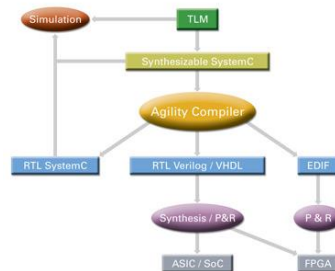 Simulation
TLM
Synthesizable SystemC
Agility Compiler
RTL SystemC
RTL Verilog / VHDL
EDIF
Synthesis / P&R
P & R
ASIC / SoC
FPGA